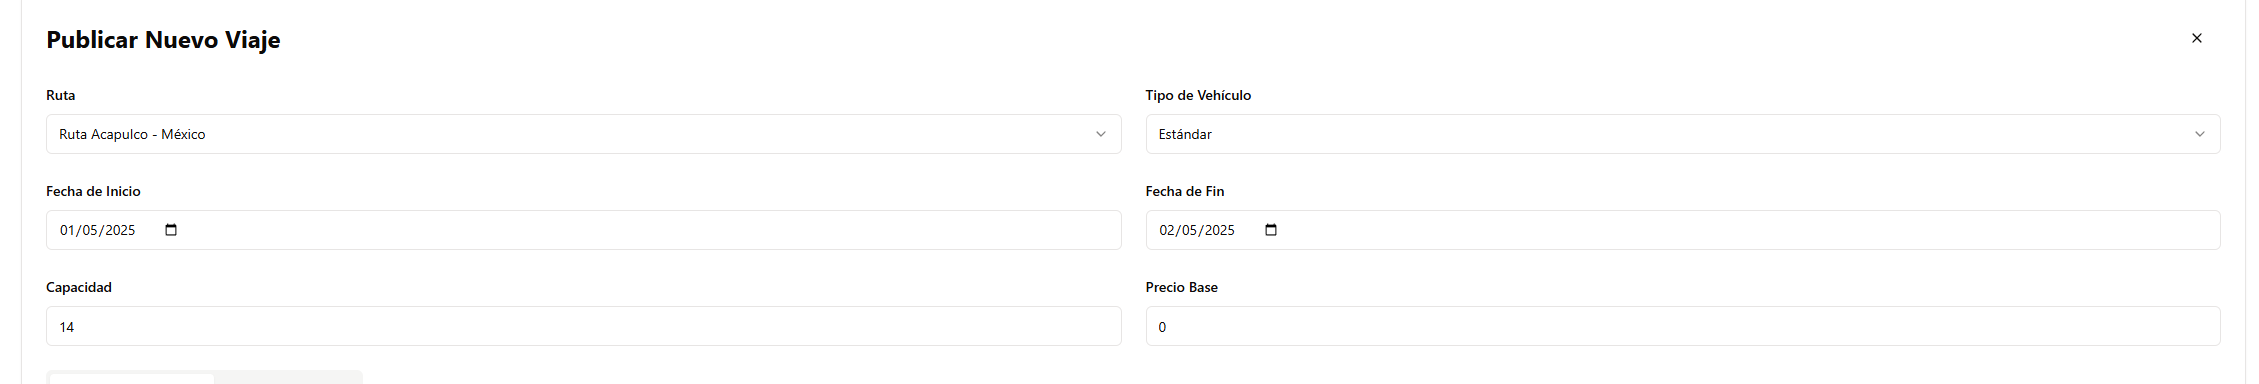 Publicar Nuevo Viaje
Ruta
Tipo de Vehículo
Ruta Acapulco - México
Estándar
Fecha de Inicio
Fecha de Fin
01/05/2025
02/05/2025
Capacidad
Precio Base
14
0